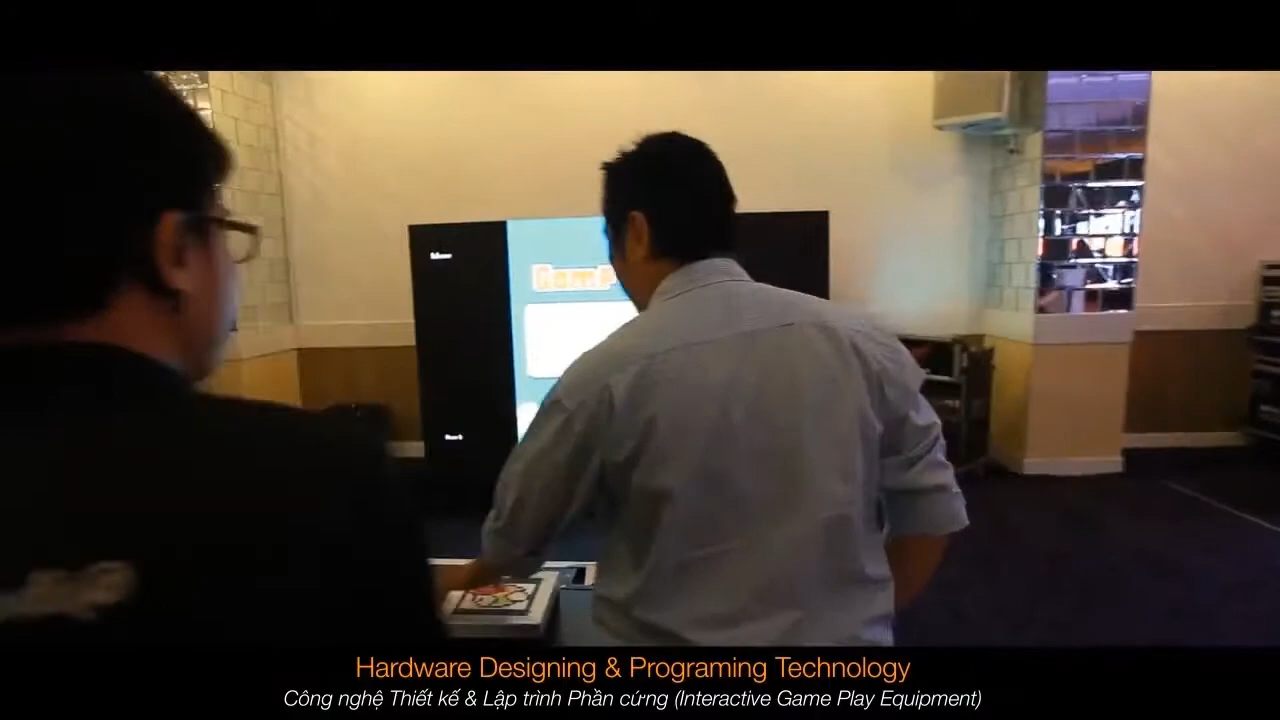 Hardware Designing & Programing Technology
Công nghệ Thiết kế & Lập trình Phần cứng (Interactive Game Play Equipment)